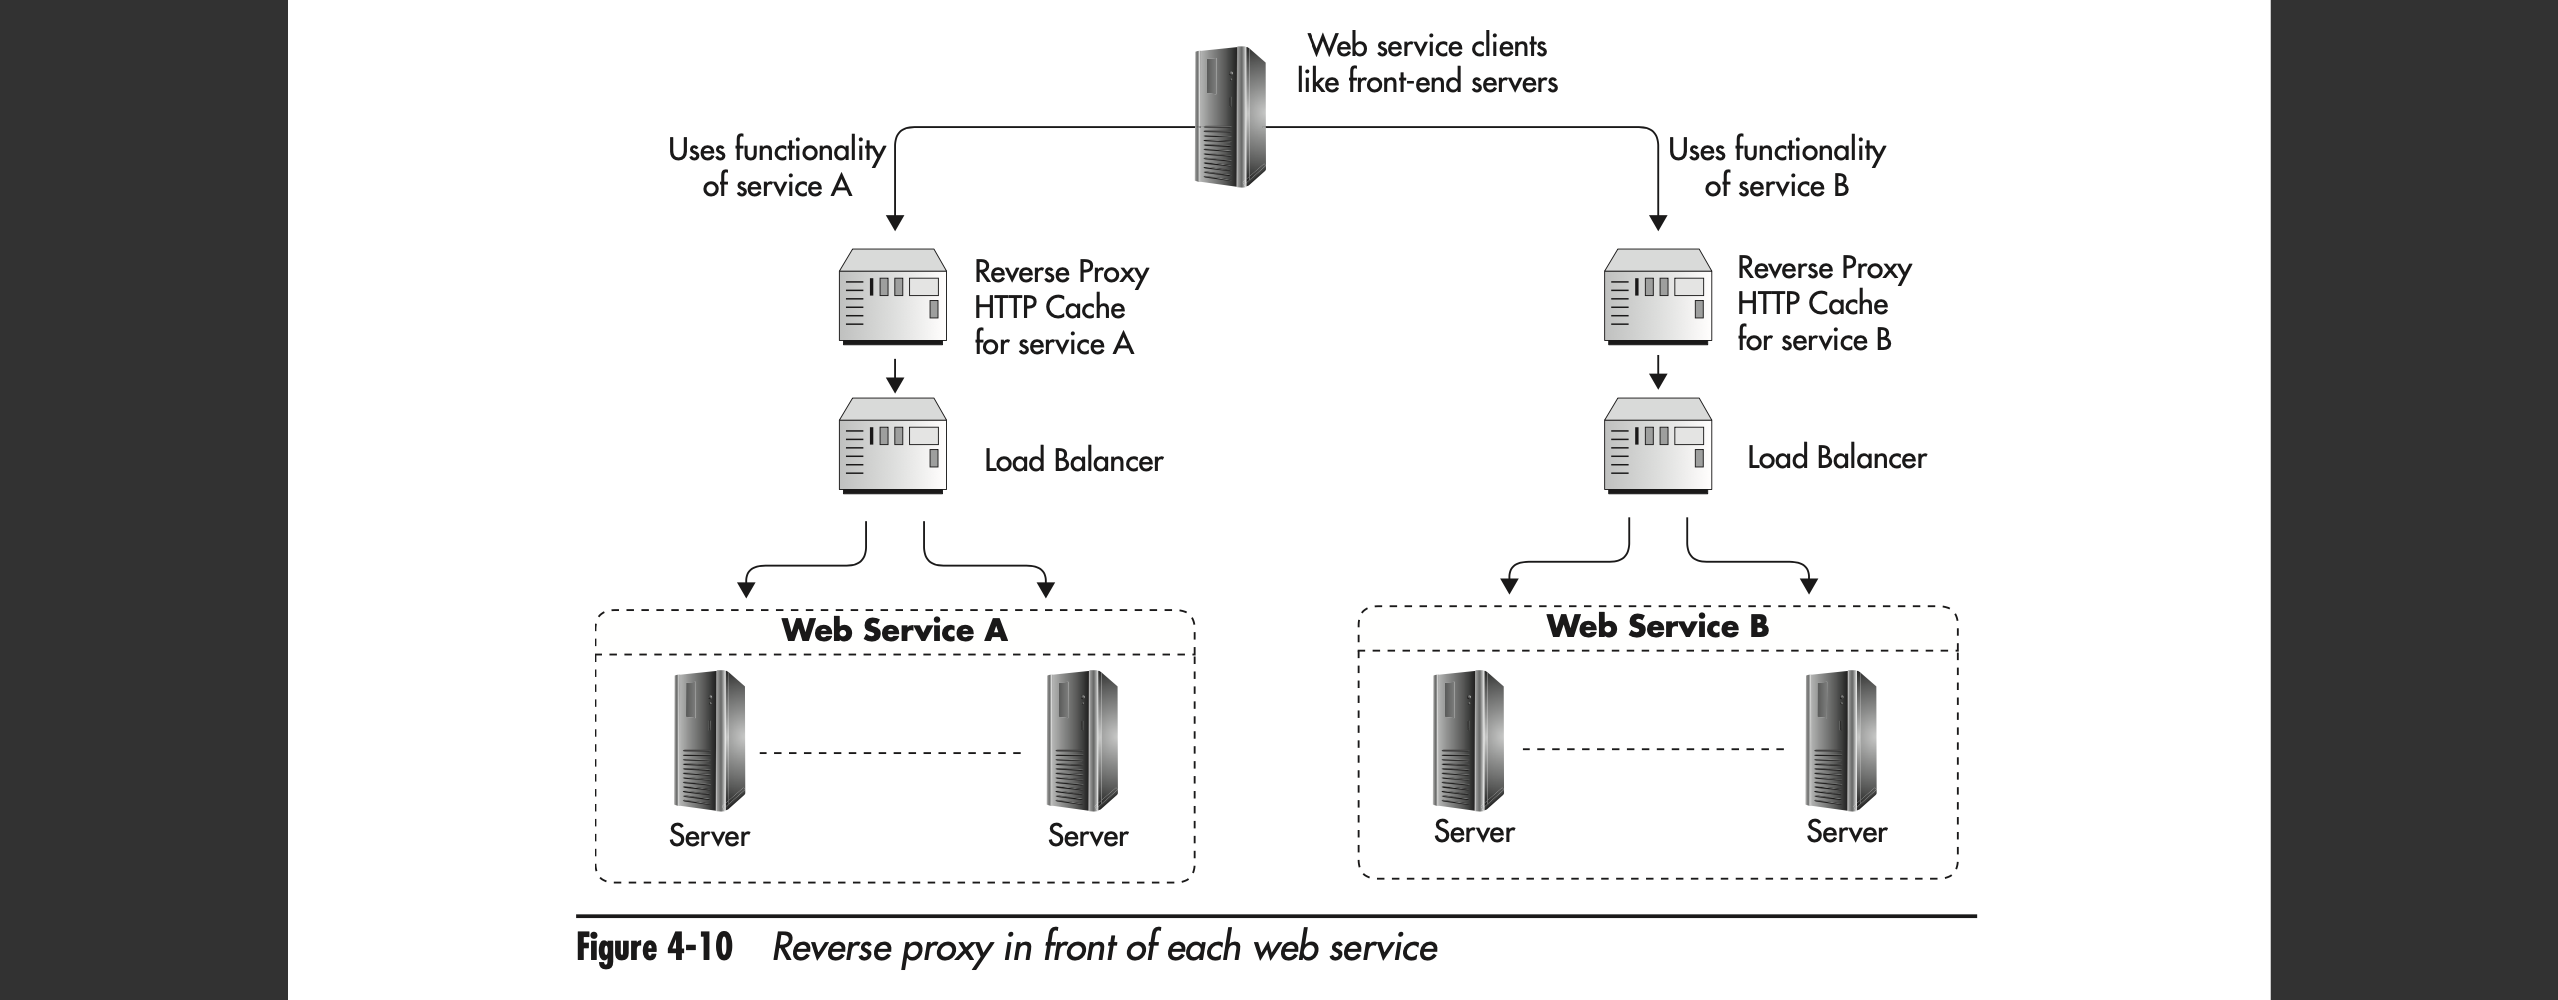 Web service clients
like front-end servers
Uses functionality
of service A
Uses functionality
of service B
Reverse Proxy
HTTP Cache
for service A
Reverse Proxy
HTTP Cache
for service B
Load Balancer
Load Balancer
Web Service A
Web Service B
Server
Server
Server
Server
Figure 4-10 Reverse proxy in front of each web service